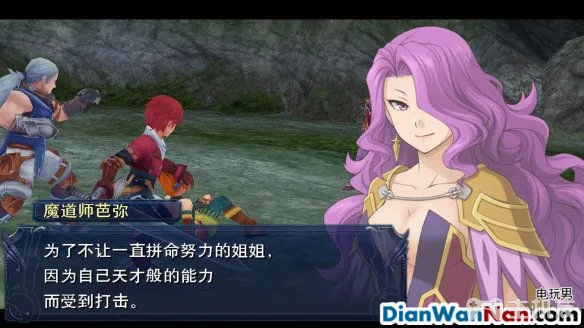 魔道师芭弥
为了不让一直拼命努力的姐姐，
因为自己天才般的能力
而受到打击。
电玩男
DianWanNan.com